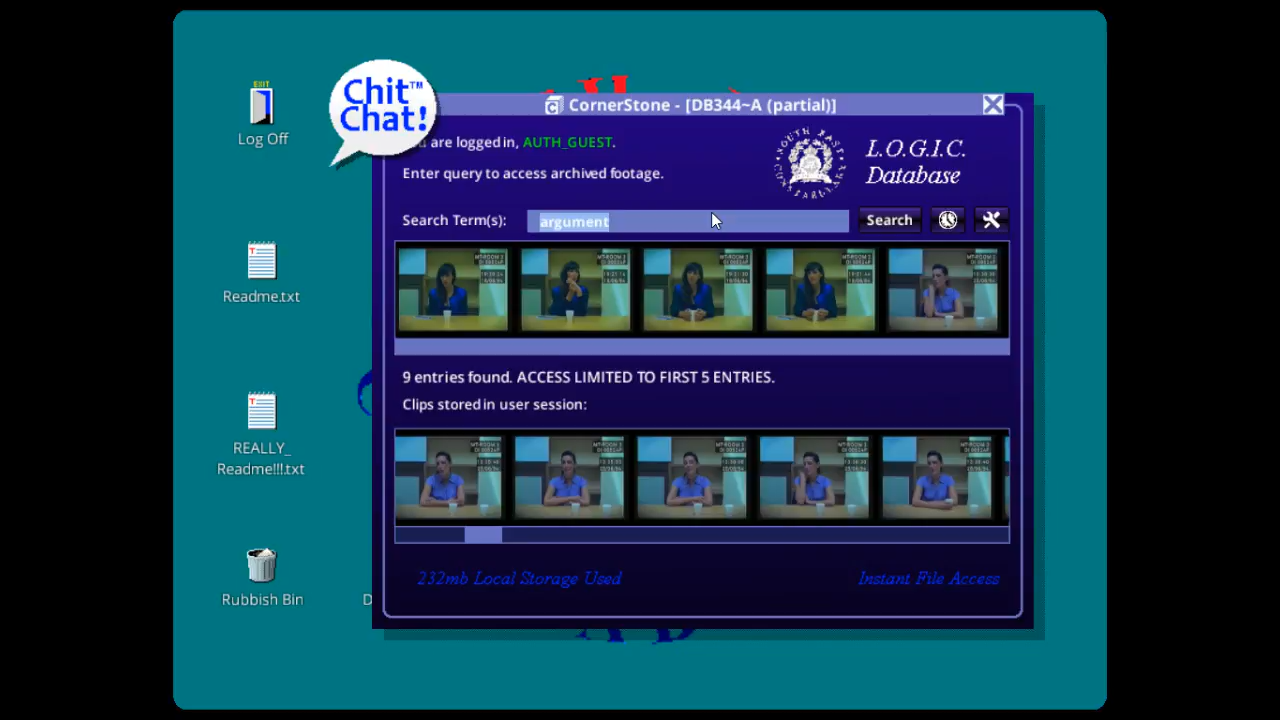 EXIT
Log Off
Chit™
Chat!
CornerStone - [DB344~A (partial)]
are logged in, AUTH_GUEST.
Enter query to access archived footage.
L.O.G.I.C.
Database
Search Term(s):
argument
Search
Readme.txt
9 entries found. ACCESS LIMITED TO FIRST 5 ENTRIES.
Clips stored in user session:
REALLY_
Readme!!!.txt
232mb Local Storage Used
Instant File Access
Rubbish Bin